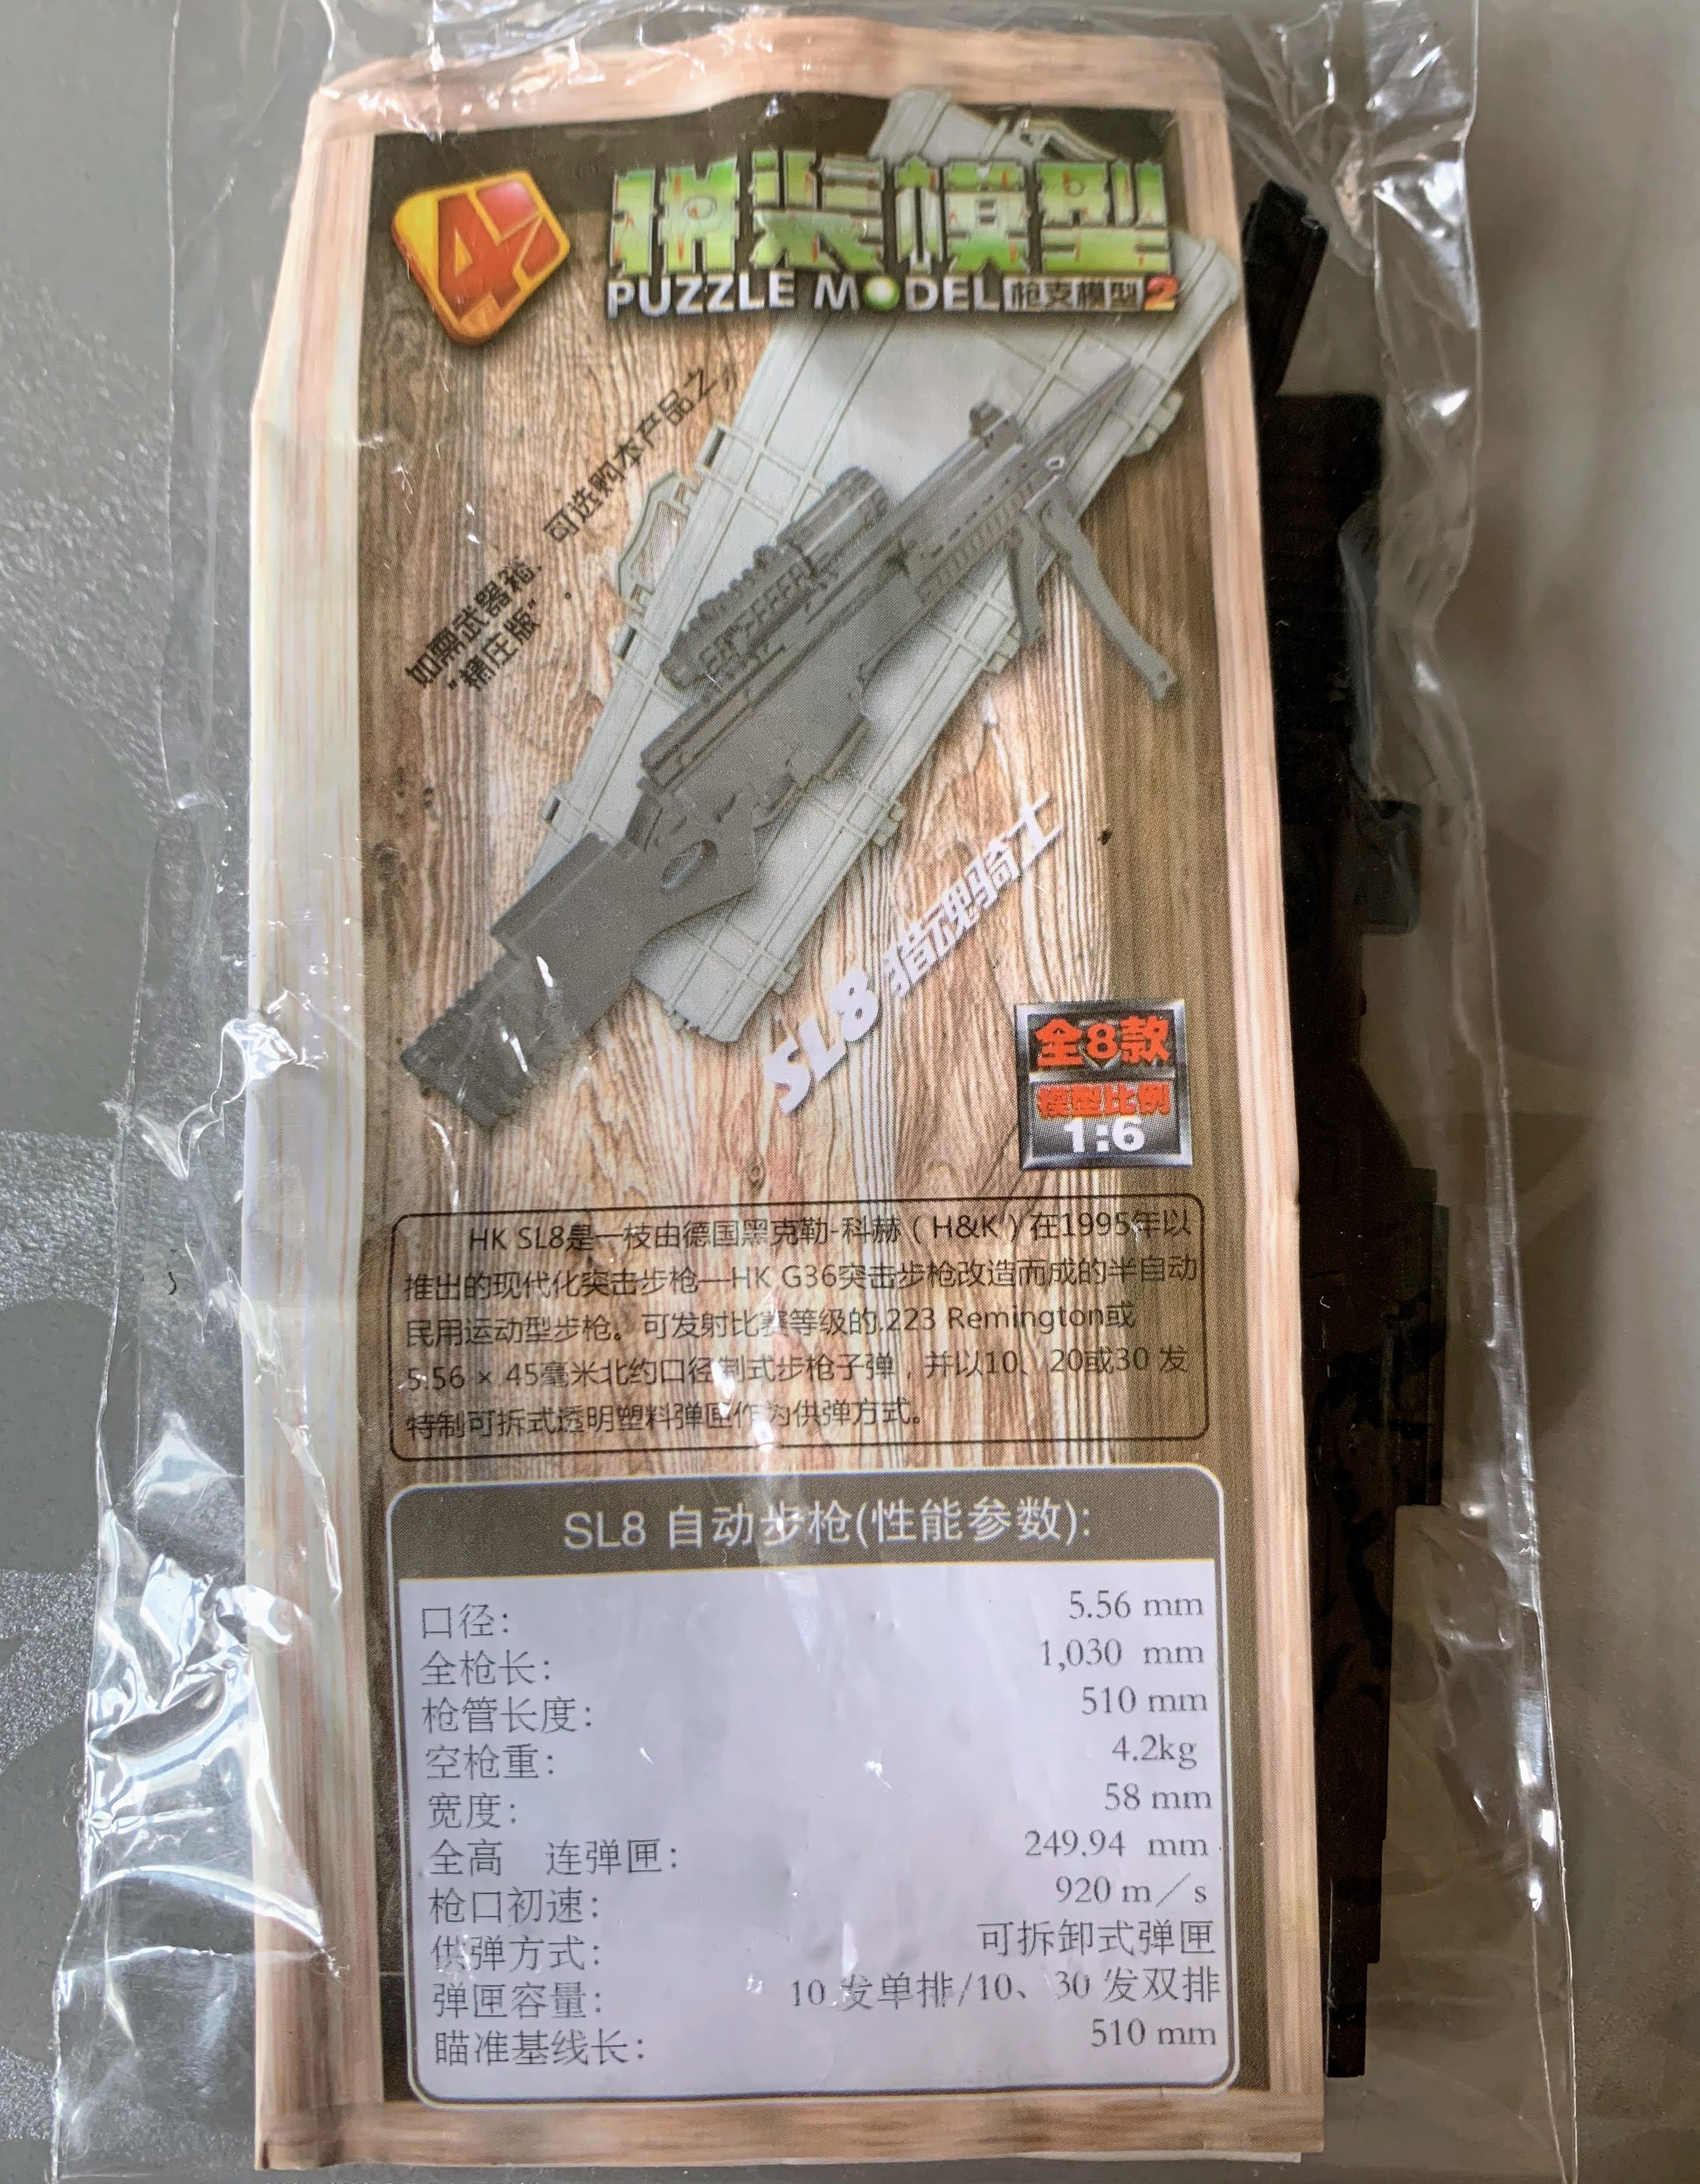 4D
拼装模型
PUZZLE MODEL 枪支模型2
如需武器箱,可选购本产品之
“精庄版”。
SL8 猎魂骑士
全8款
模型比例
1:6
HK SL8是一枝由德国黑克勒-科赫(H&K)在1995年以
推出的现代化突击步枪—HK G36突击步枪改造而成的半自动
民用运动型步枪。可发射比赛等级的.223 Remington或
5.56 × 45毫米北约口径制式步枪子弹,并以10、20或30 发
特制可拆式透明塑料弹匣作为供弹方式。
SL8 自动步枪(性能参数):
口径: 5.56 mm
全枪长: 1,030 mm
枪管长度: 510 mm
空枪重: 4.2kg
宽度: 58 mm
全高 连弹匣: 249.94 mm
枪口初速: 920 m/s
供弹方式: 可拆卸式弹匣
弹匣容量: 10 发单排/10、30 发双排
瞄准基线长: 510 mm